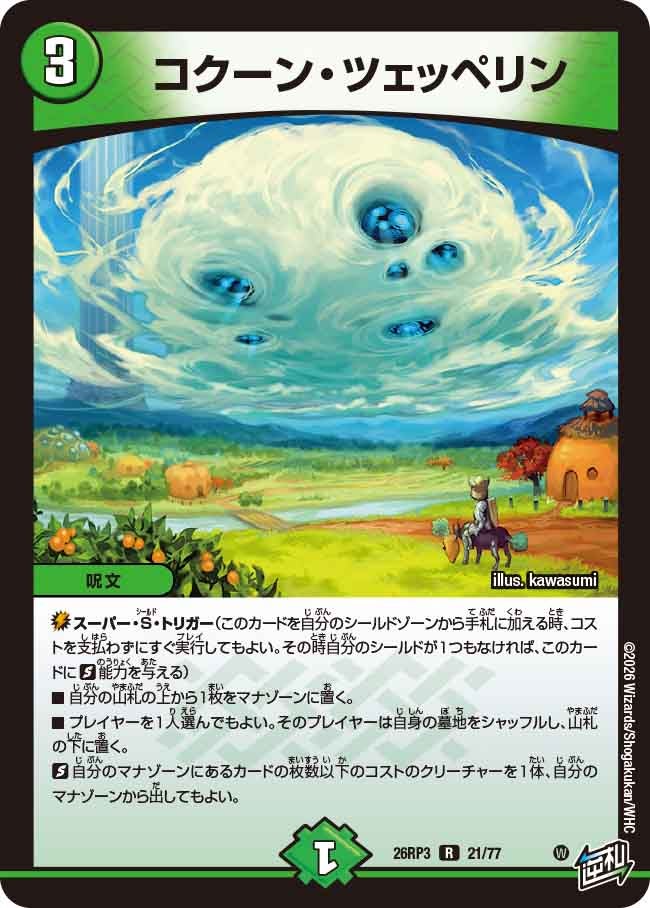 3
コクーン・ツェッペリン
呪文
illus. kawasumi
スーパー・S・トリガー(このカードを自分のシールドゾーンから手札に加える時、コス
トを支払わずにすぐ実行してもよい。その時自分のシールドが1つもなければ、このカー
ドにS能力を与える)
■ 自分の山札の上から1枚をマナゾーンに置く。
■ プレイヤーを1人選んでもよい。そのプレイヤーは自身の墓地をシャッフルし、山札
の下に置く。
S自分のマナゾーンにあるカードの枚数以下のコストのクリーチャーを1体、自分の
マナゾーンから出してもよい。
©2026 Wizards/Shogakukan/WHC
1
26RP3 R 21/77
W
逆札